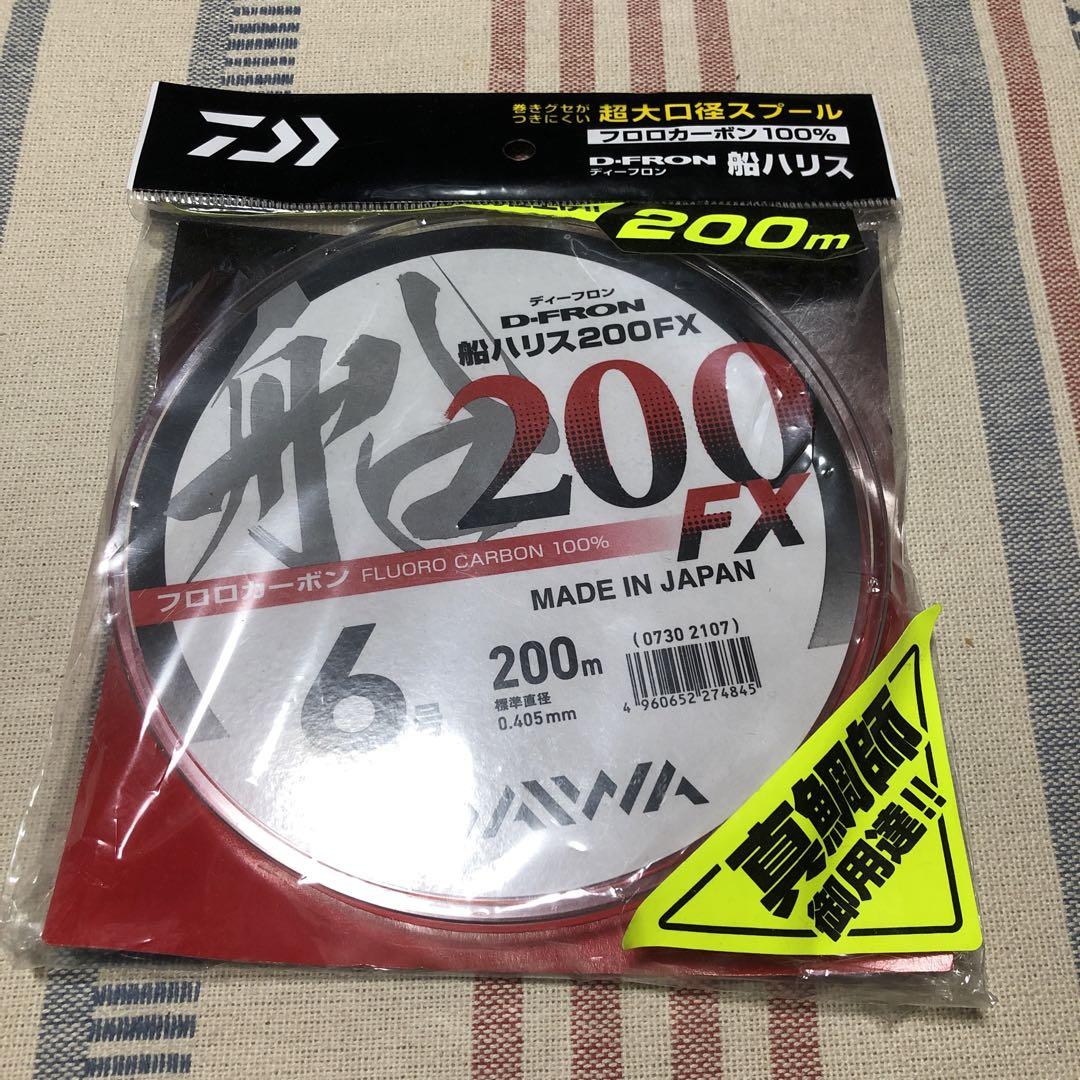 巻きグセが
つきにくい
超大口径スプール
フロロカーボン100%
D-FRON
ディーフロン
船ハリス
200m
船
ディーフロン
D-FRON
船ハリス200FX
200
FX
フロロカーボン FLUORO CARBON 100%
MADE IN JAPAN
6号
200m
標準直径
0.405mm
(0730 2107)
4 960652 274845
DAIWA
真鯛師
御用達!!